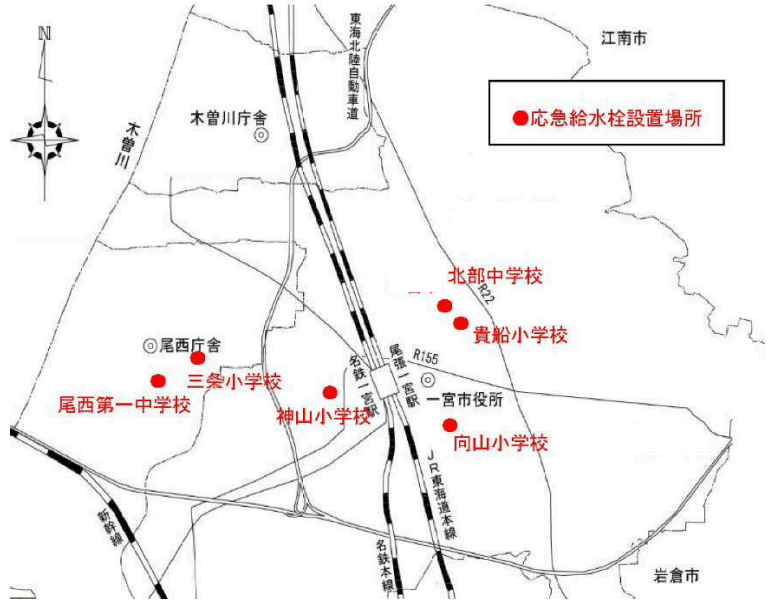 N
東海北陸自動車道
江南市
木曽川庁舎
応急給水栓設置場所
木曽川
北部中学校
R22
貴船小学校
尾西庁舎
三条小学校
尾西第一中学校
神山小学校
名鉄一宮駅
尾張一宮駅
R155
一宮市役所
向山小学校
JR東海道本線
新幹線
名鉄本線
岩倉市